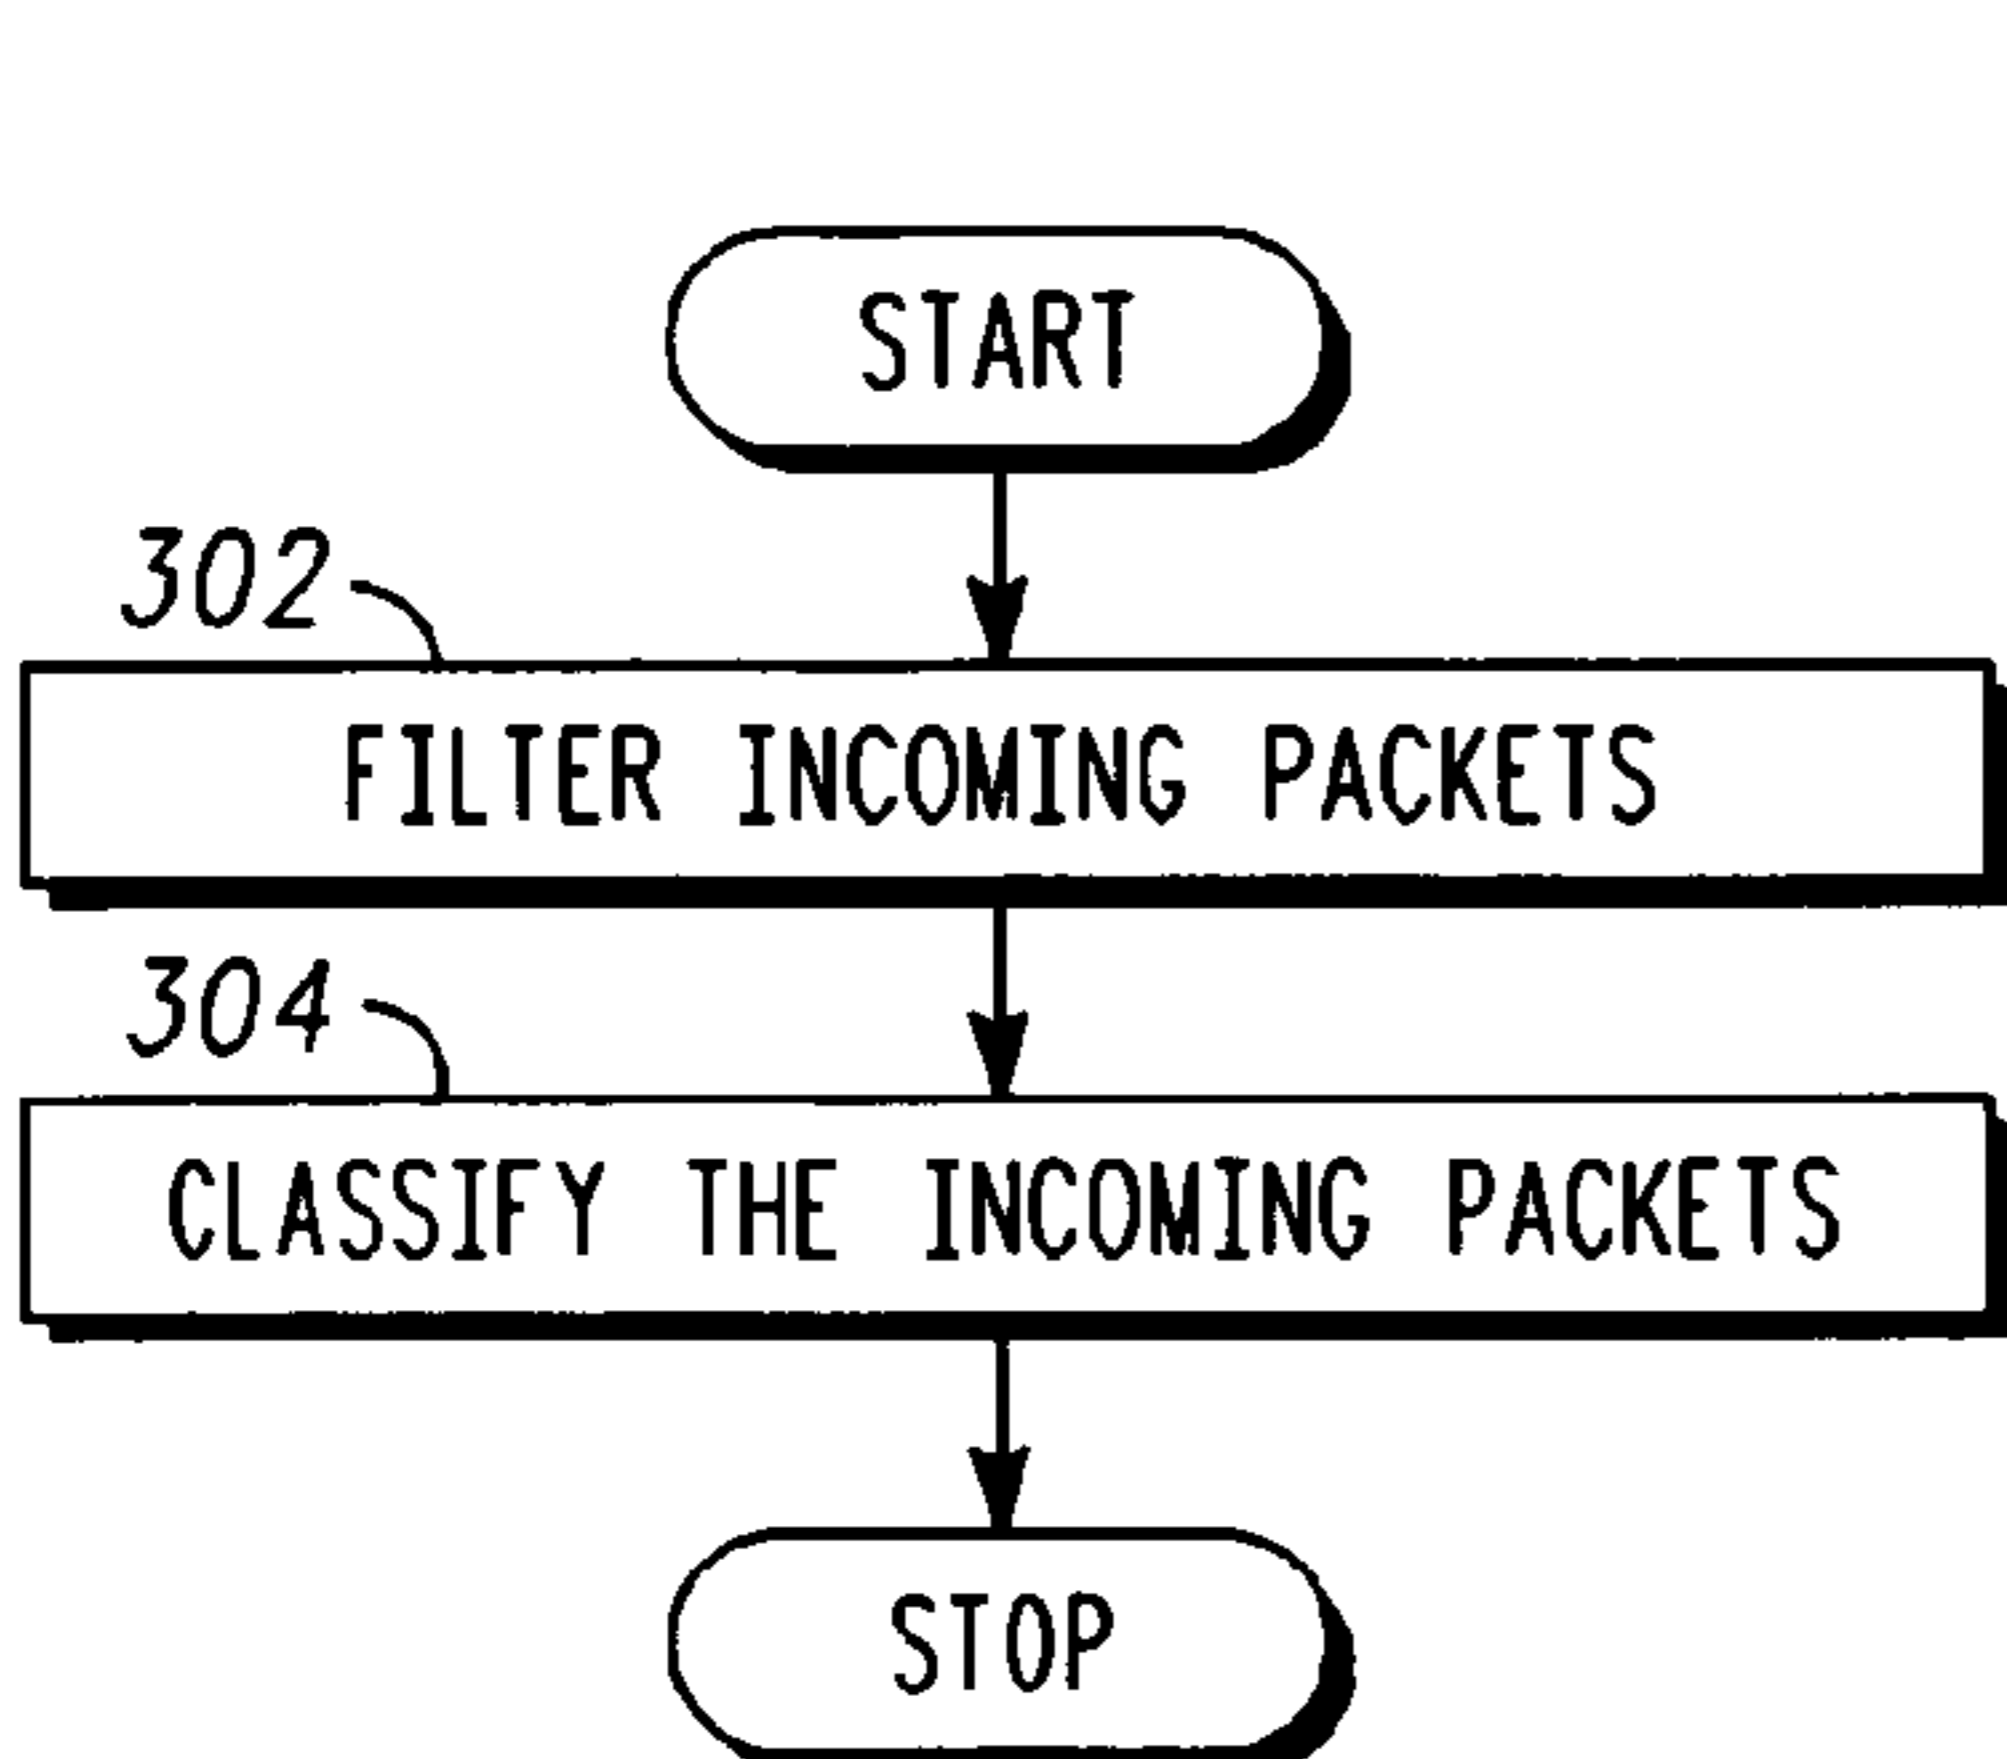 START
302
FILTER INCOMING PACKETS
304
CLASSIFY THE INCOMING PACKETS
STOP